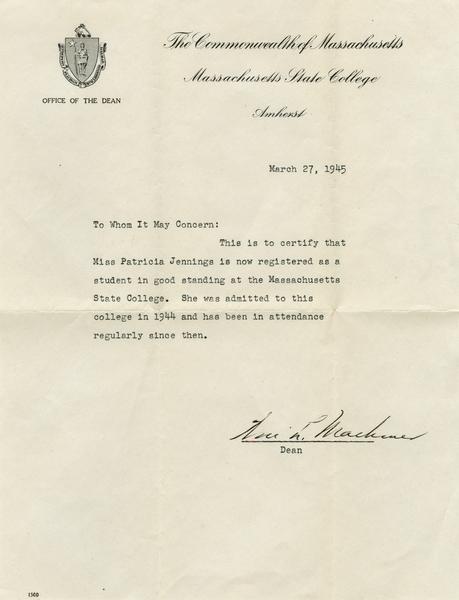 The Commonwealth of Massachusetts
Massachusetts State College
Amherst
OFFICE OF THE DEAN
March 27, 1945
To Whom It May Concern:
This is to certify that
Miss Patricia Jennings is now registered as a
student in good standing at the Massachusetts
State College. She was admitted to this
college in 1944 and has been in attendance
regularly since then.
Machmer
Dean
1500